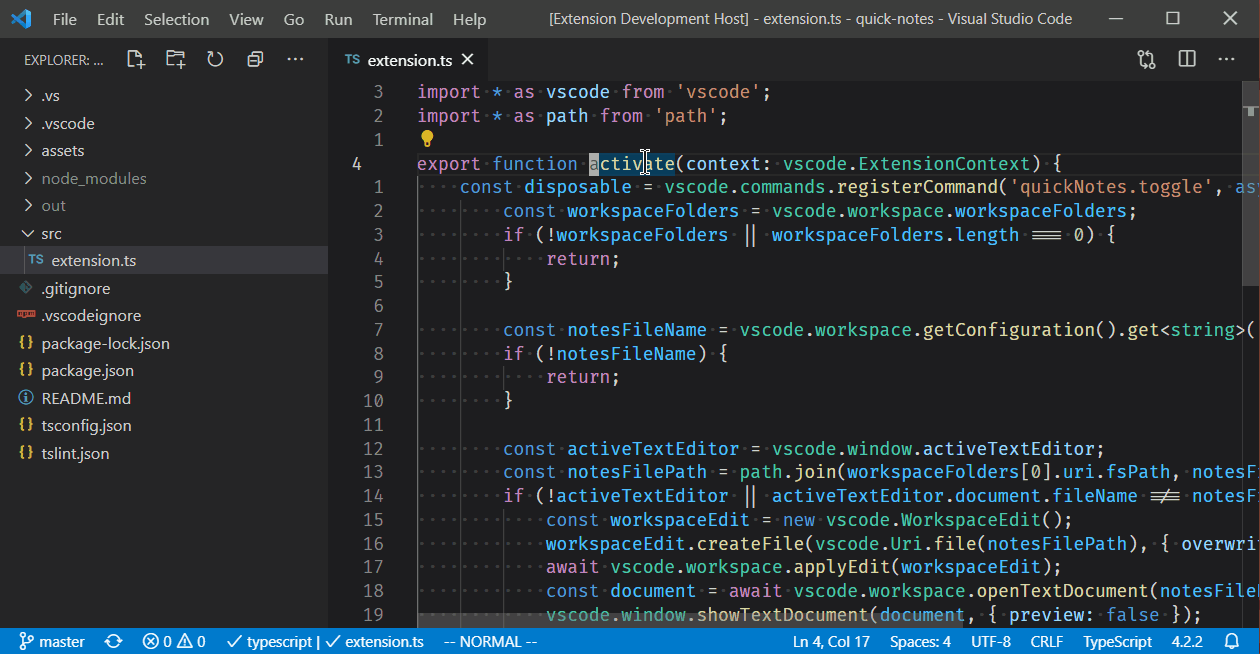 File Edit Selection View Go Run Terminal Help [Extension Development Host] - extension.ts - quick-notes - Visual Studio Code
EXPLORER: ...
TS extension.ts
.vs
.vscode
assets
node_modules
out
src
TS extension.ts
.gitignore
npm .vscodeignore
{} package-lock.json
{} package.json
README.md
{} tsconfig.json
{} tslint.json
3 import * as vscode from 'vscode';
2 import * as path from 'path';
1
4 export function activate(context: vscode.ExtensionContext) {
1 const disposable = vscode.commands.registerCommand('quickNotes.toggle', as
2 const workspaceFolders = vscode.workspace.workspaceFolders;
3 if (!workspaceFolders || workspaceFolders.length === 0) {
4 return;
5 }
6
7 const notesFileName = vscode.workspace.getConfiguration().get<string>(
8 if (!notesFileName) {
9 return;
10 }
11
12 const activeTextEditor = vscode.window.activeTextEditor;
13 const notesFilePath = path.join(workspaceFolders[0].uri.fsPath, notesF
14 if (!activeTextEditor || activeTextEditor.document.fileName !== notesF
15 const workspaceEdit = new vscode.WorkspaceEdit();
16 workspaceEdit.createFile(vscode.Uri.file(notesFilePath), { overwri
17 await vscode.workspace.applyEdit(workspaceEdit);
18 const document = await vscode.workspace.openTextDocument(notesFile
19 vscode.window.showTextDocument(document, { preview: false });
master 0 0 typescript | extension.ts -- NORMAL -- Ln 4, Col 17 Spaces: 4 UTF-8 CRLF TypeScript 4.2.2